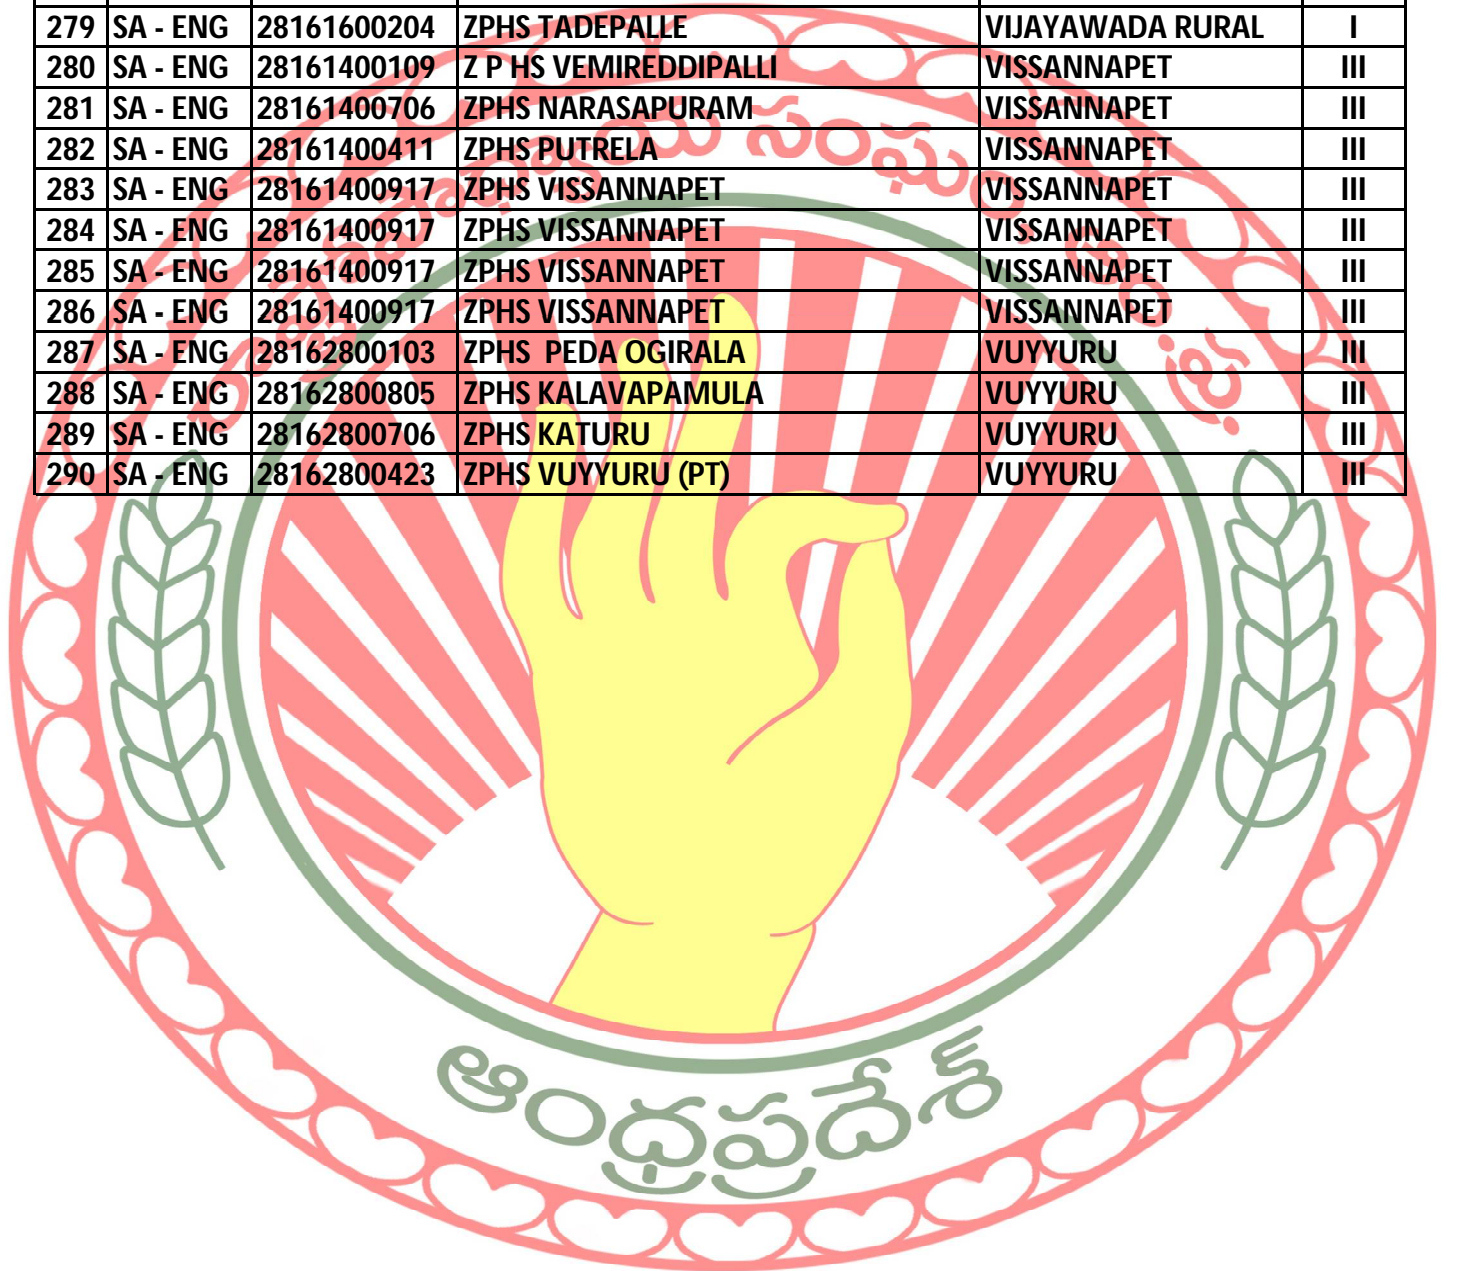 279 SA - ENG 28161600204 ZPHS TADEPALLE VIJAYAWADA RURAL I
280 SA - ENG 28161400109 Z P HS VEMIREDDIPALLI VISSANNAPET III
281 SA - ENG 28161400706 ZPHS NARASAPURAM VISSANNAPET III
282 SA - ENG 28161400411 ZPHS PUTRELA VISSANNAPET III
283 SA - ENG 28161400917 ZPHS VISSANNAPET VISSANNAPET III
284 SA - ENG 28161400917 ZPHS VISSANNAPET VISSANNAPET III
285 SA - ENG 28161400917 ZPHS VISSANNAPET VISSANNAPET III
286 SA - ENG 28161400917 ZPHS VISSANNAPET VISSANNAPET III
287 SA - ENG 28162800103 ZPHS  PEDA OGIRALA VUYYURU III
288 SA - ENG 28162800805 ZPHS KALAVAPAMULA VUYYURU III
289 SA - ENG 28162800706 ZPHS KATURU VUYYURU III
290 SA - ENG 28162800423 ZPHS VUYYURU (PT) VUYYURU III
సంఘం
ఆంధ్రప్రదేశ్